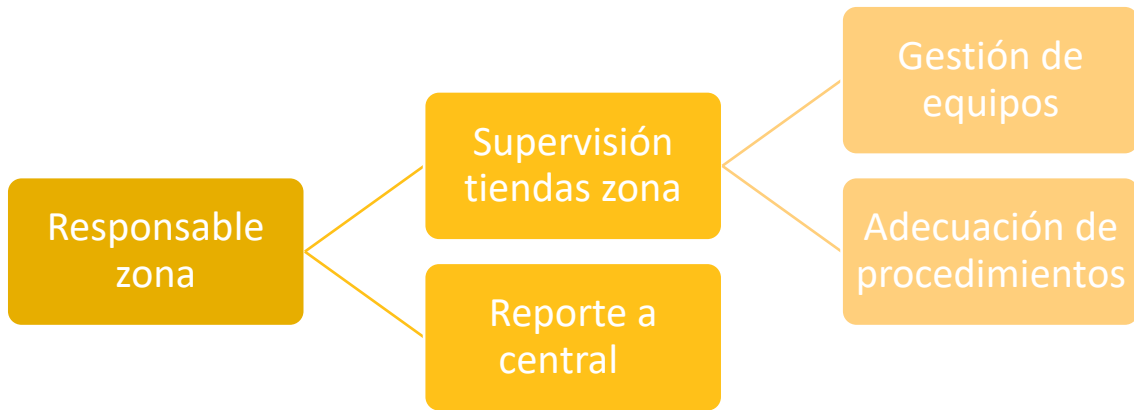 Responsable
zona
Supervisión
tiendas zona
Reporte a
central
Gestión de
equipos
Adecuación de
procedimientos